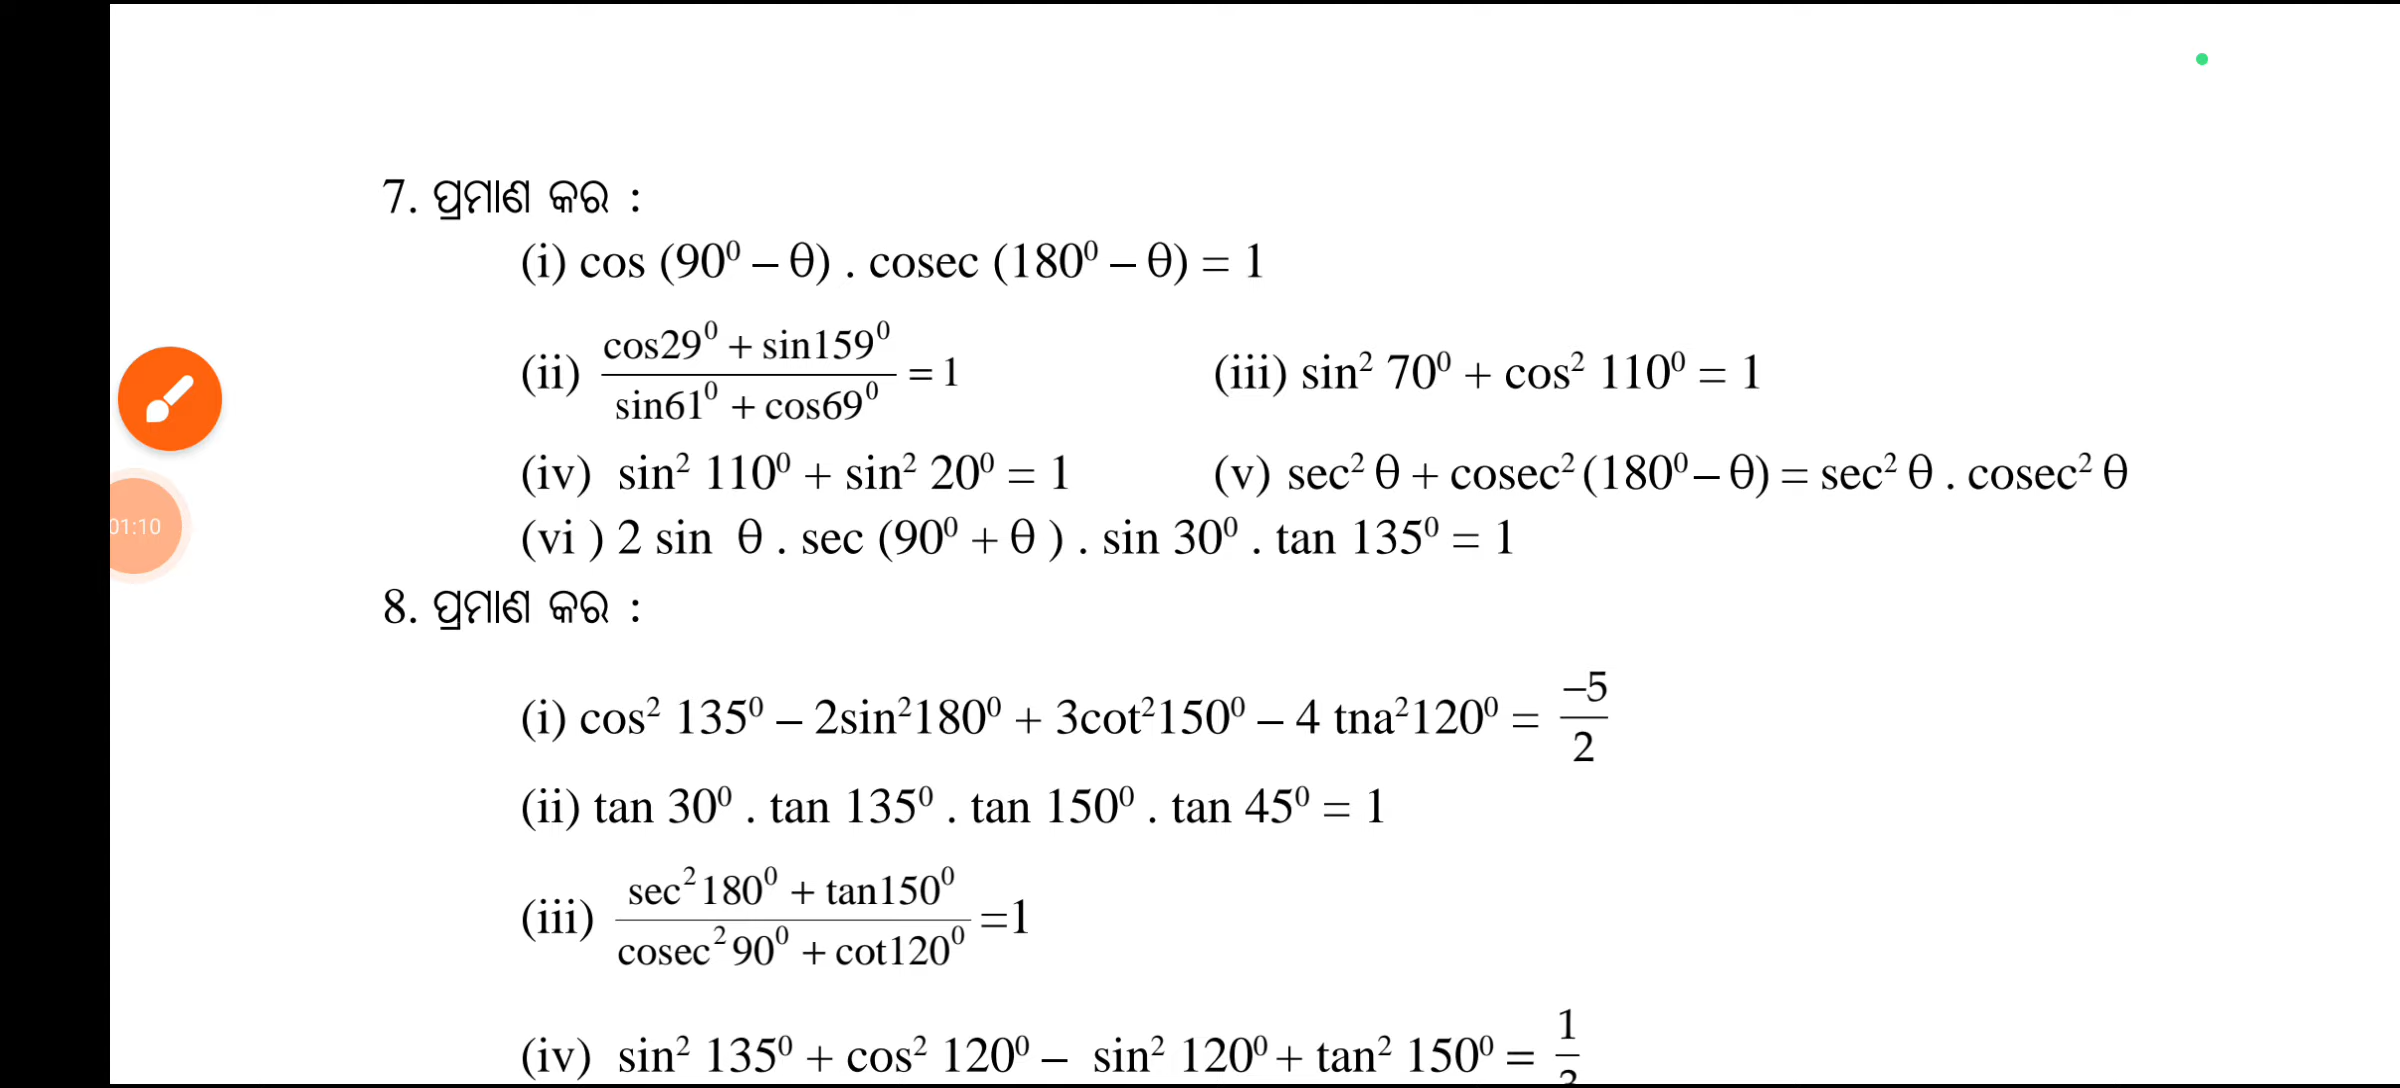 7. ପ୍ରମାଣ କର :
(i) cos (90⁰ – θ) . cosec (180⁰ – θ) = 1
(ii) (cos29⁰ + sin159⁰)/(sin61⁰ + cos69⁰) = 1 (iii) sin² 70⁰ + cos² 110⁰ = 1
(iv) sin² 110⁰ + sin² 20⁰ = 1 (v) sec² θ + cosec² (180⁰ – θ) = sec² θ . cosec² θ
01:10
(vi ) 2 sin θ . sec (90⁰ + θ ) . sin 30⁰ . tan 135⁰ = 1
8. ପ୍ରମାଣ କର :
(i) cos² 135⁰ – 2sin²180⁰ + 3cot²150⁰ – 4 tna²120⁰ = –5/2
(ii) tan 30⁰ . tan 135⁰ . tan 150⁰ . tan 45⁰ = 1
(iii) (sec²180⁰ + tan150⁰)/(cosec²90⁰ + cot120⁰) =1
(iv) sin² 135⁰ + cos² 120⁰ – sin² 120⁰ + tan² 150⁰ = 1/